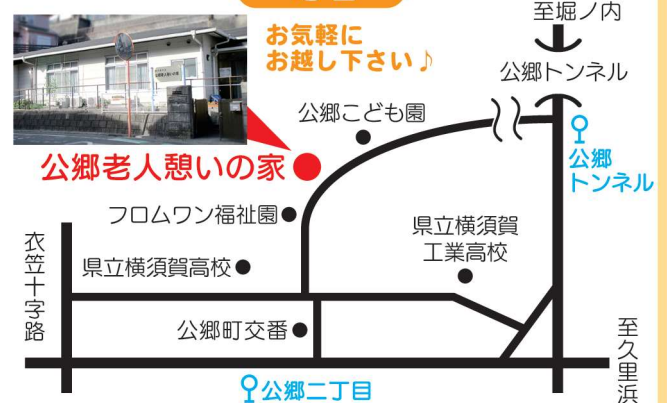 至堀ノ内
お気軽に
お越し下さい♪
公郷トンネル
公郷こども園
公郷
トンネル
公郷老人憩いの家
フロムワン福祉園
県立横須賀
工業高校
衣笠十字路
県立横須賀高校
公郷町交番
至久里浜
公郷二丁目